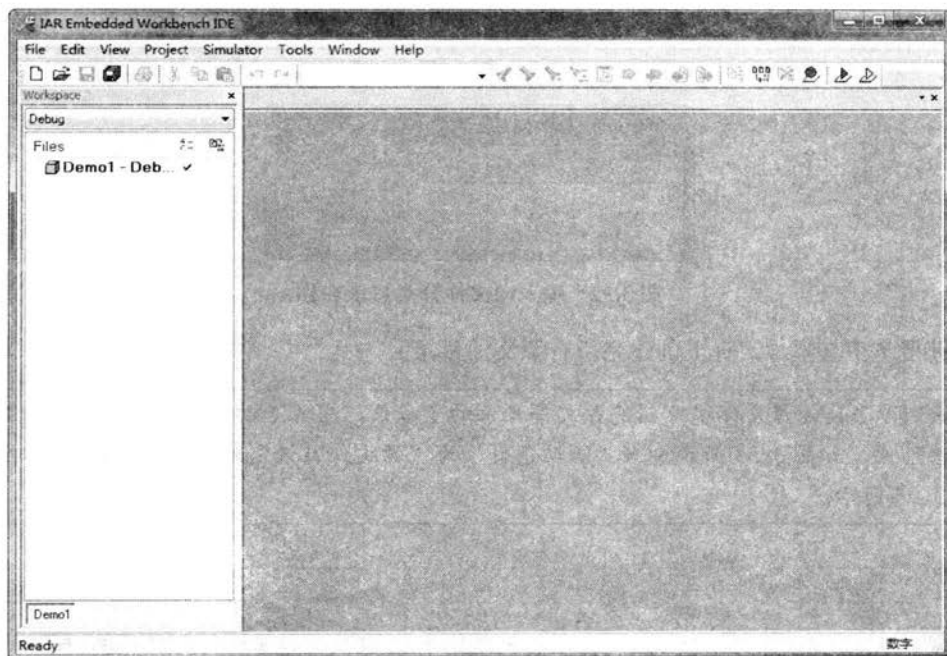 IAR Embedded Workbench IDE
File Edit View Project Simulator Tools Window Help
Workspace
Debug
Files
Demo1 - Deb...
Demo1
Ready
数字